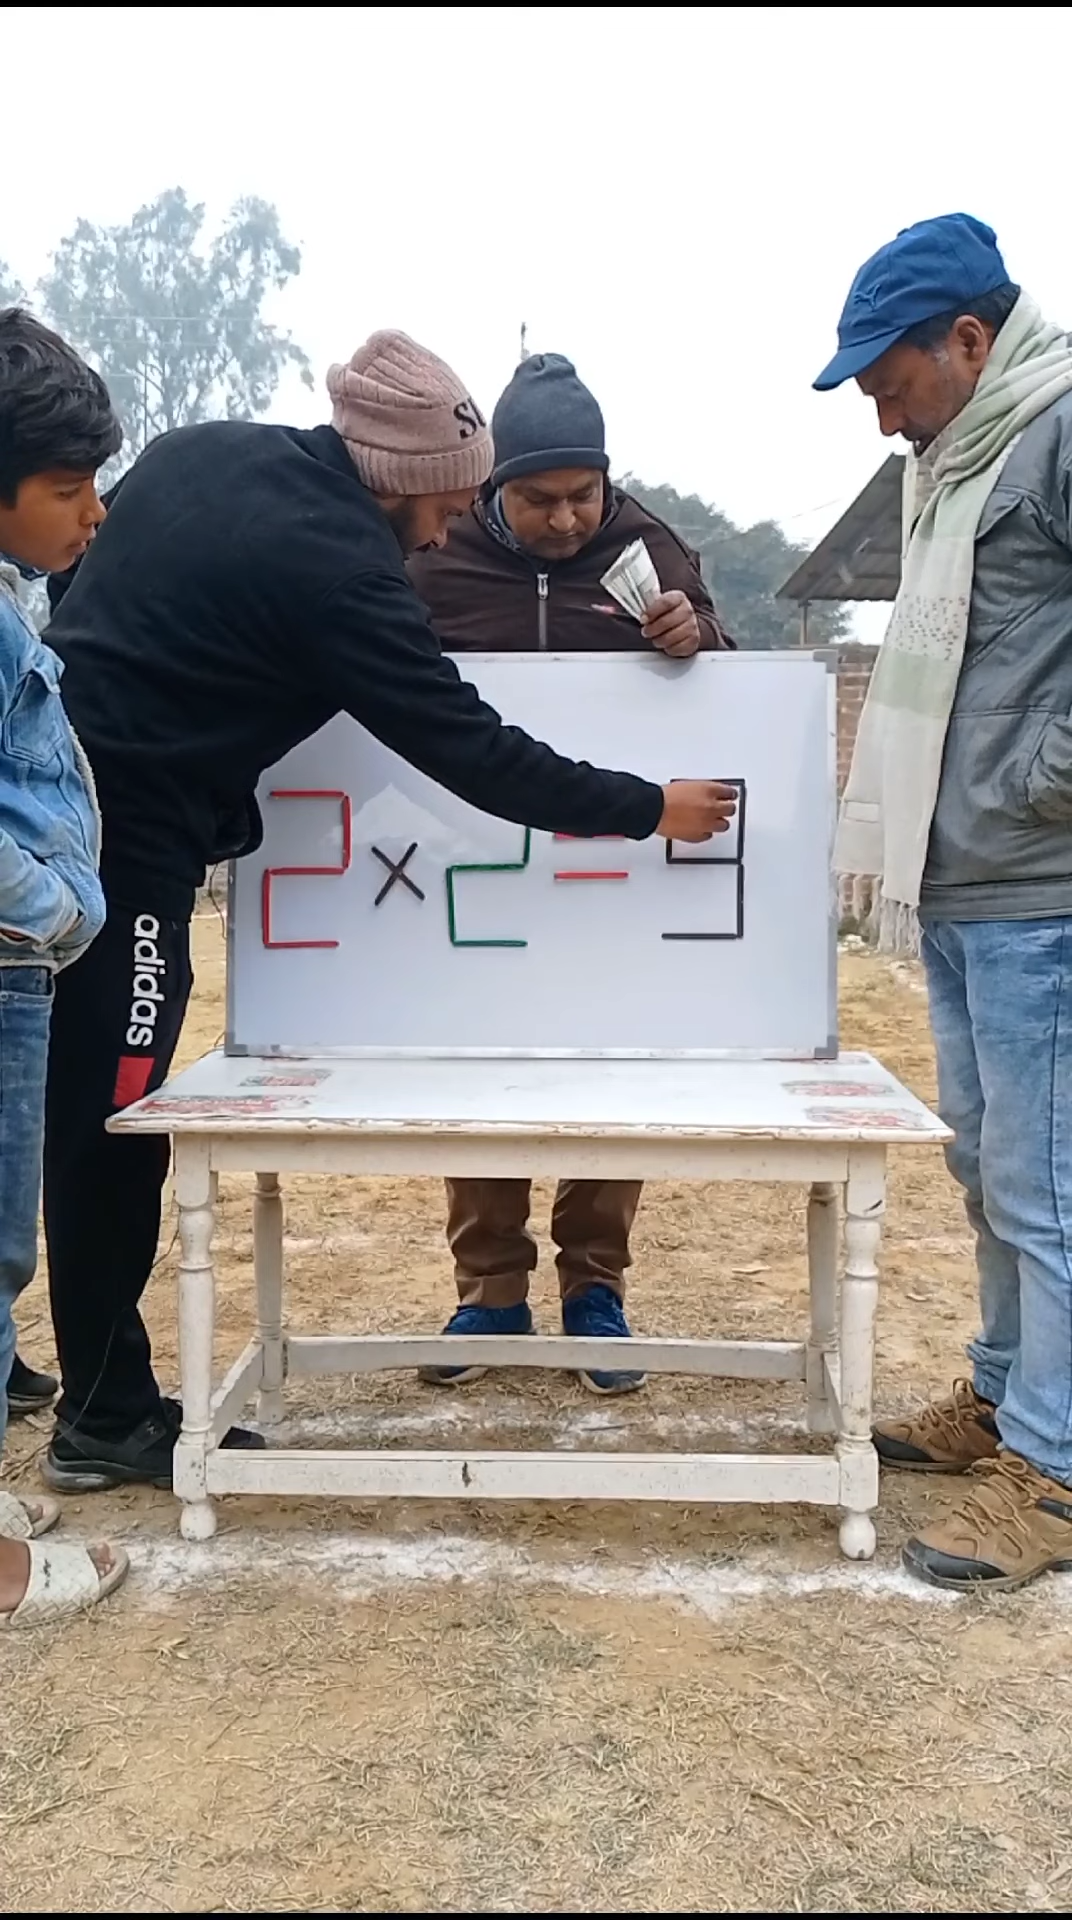 2 × 2 = 9
adidas